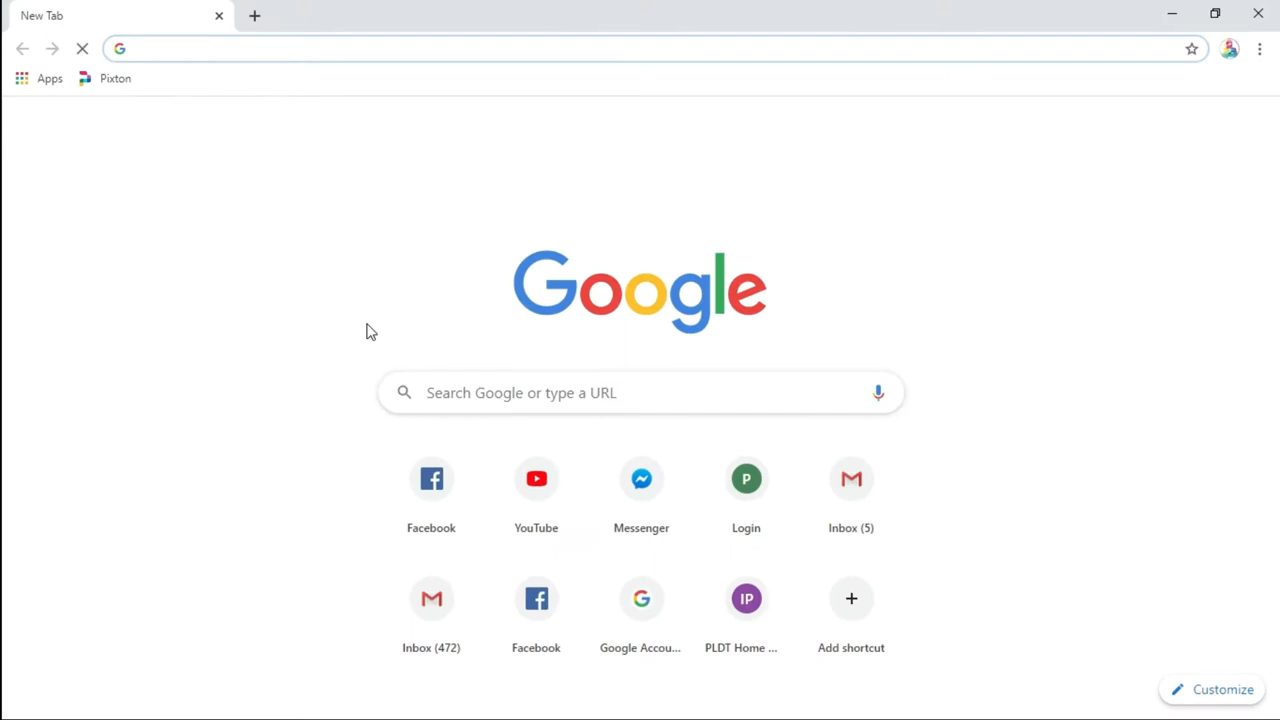 New Tab
Apps Pixton
Google
Search Google or type a URL
P
Facebook YouTube Messenger Login Inbox (5)
IP
Inbox (472) Facebook Google Accou... PLDT Home ... Add shortcut
Customize